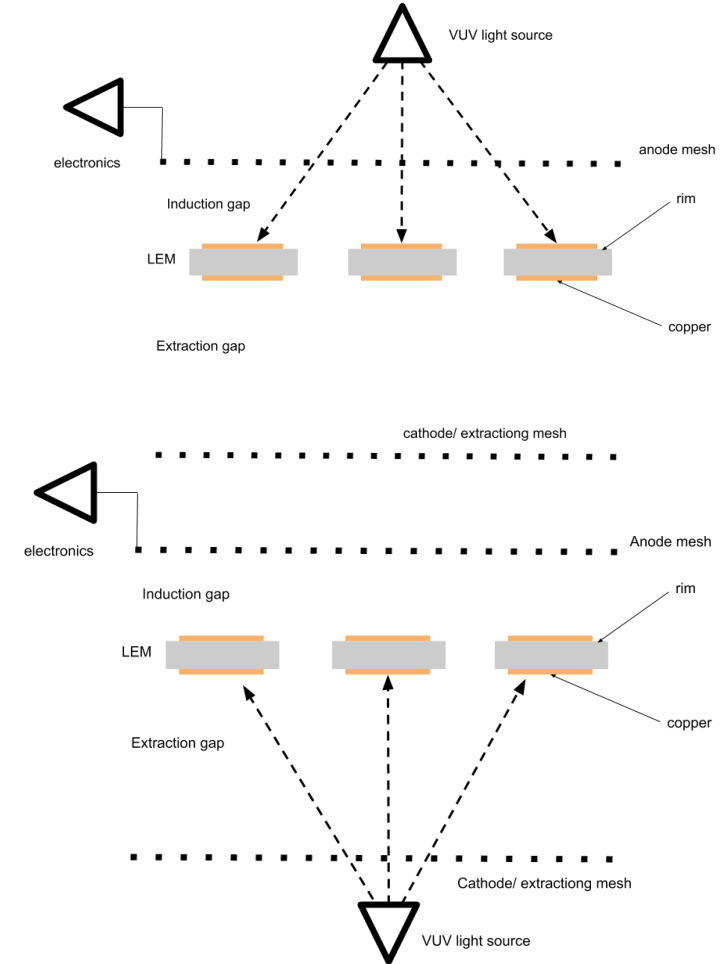 VUV light source
anode mesh
electronics
rim
Induction gap
LEM
copper
Extraction gap
cathode/ extractiong mesh
Anode mesh
electronics
rim
Induction gap
LEM
copper
Extraction gap
Cathode/ extractiong mesh
VUV light source